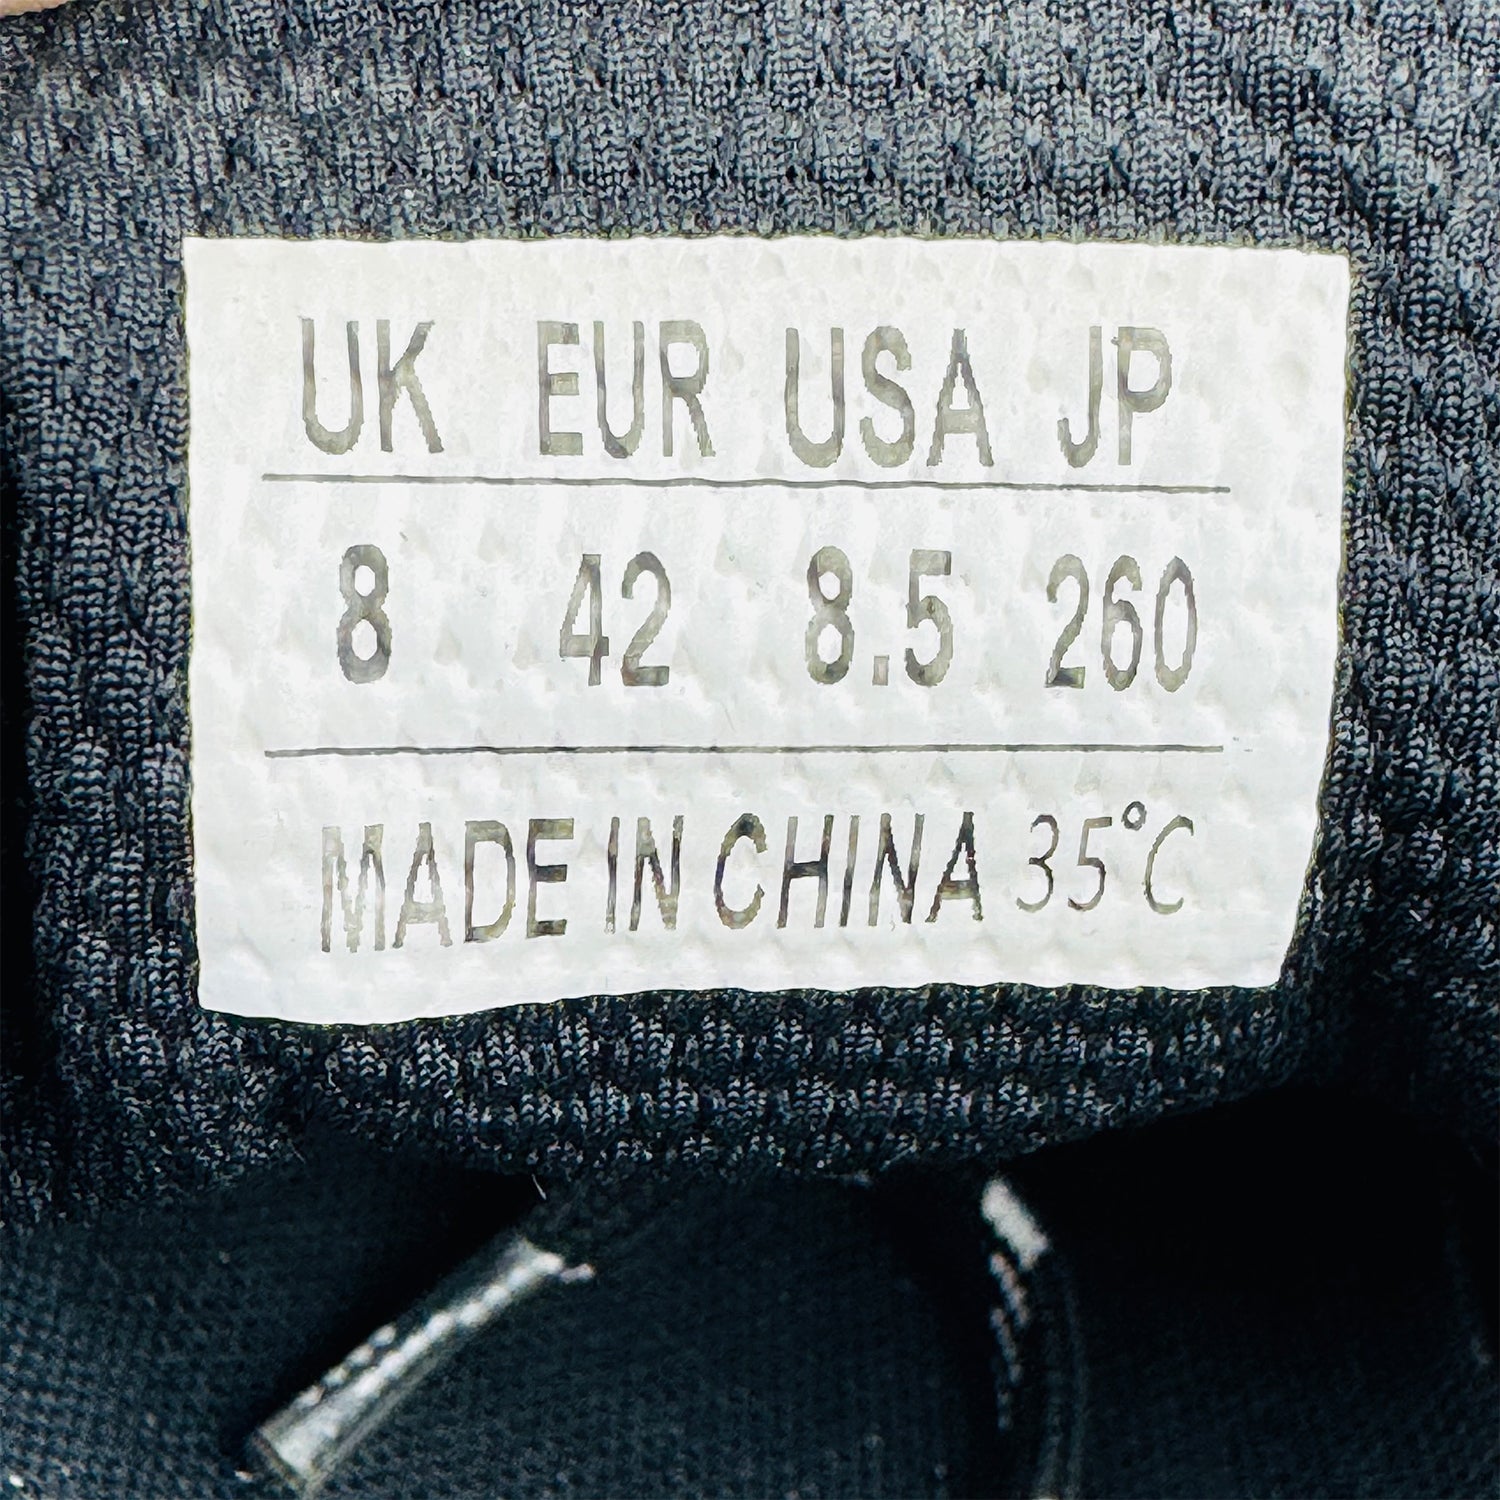 UK EUR USA JP
8 42 8.5 260
MADE IN CHINA 35°C